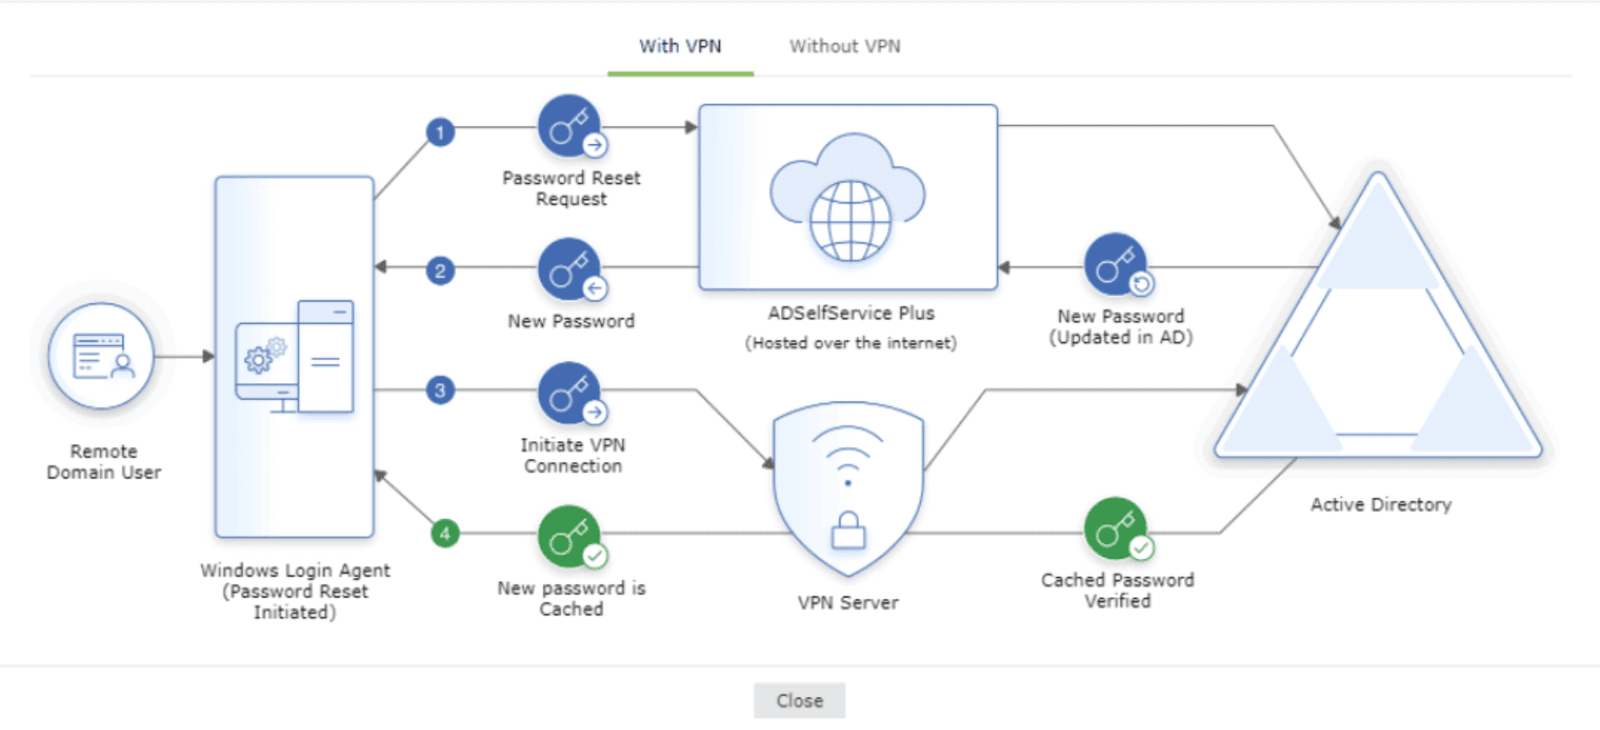 With VPN
Without VPN
1
Password Reset
Request
2
New Password
ADSelfService Plus
(Hosted over the internet)
New Password
(Updated in AD)
3
Initiate VPN
Connection
Remote
Domain User
Active Directory
4
Windows Login Agent
(Password Reset
Initiated)
New password is
Cached
VPN Server
Cached Password
Verified
Close